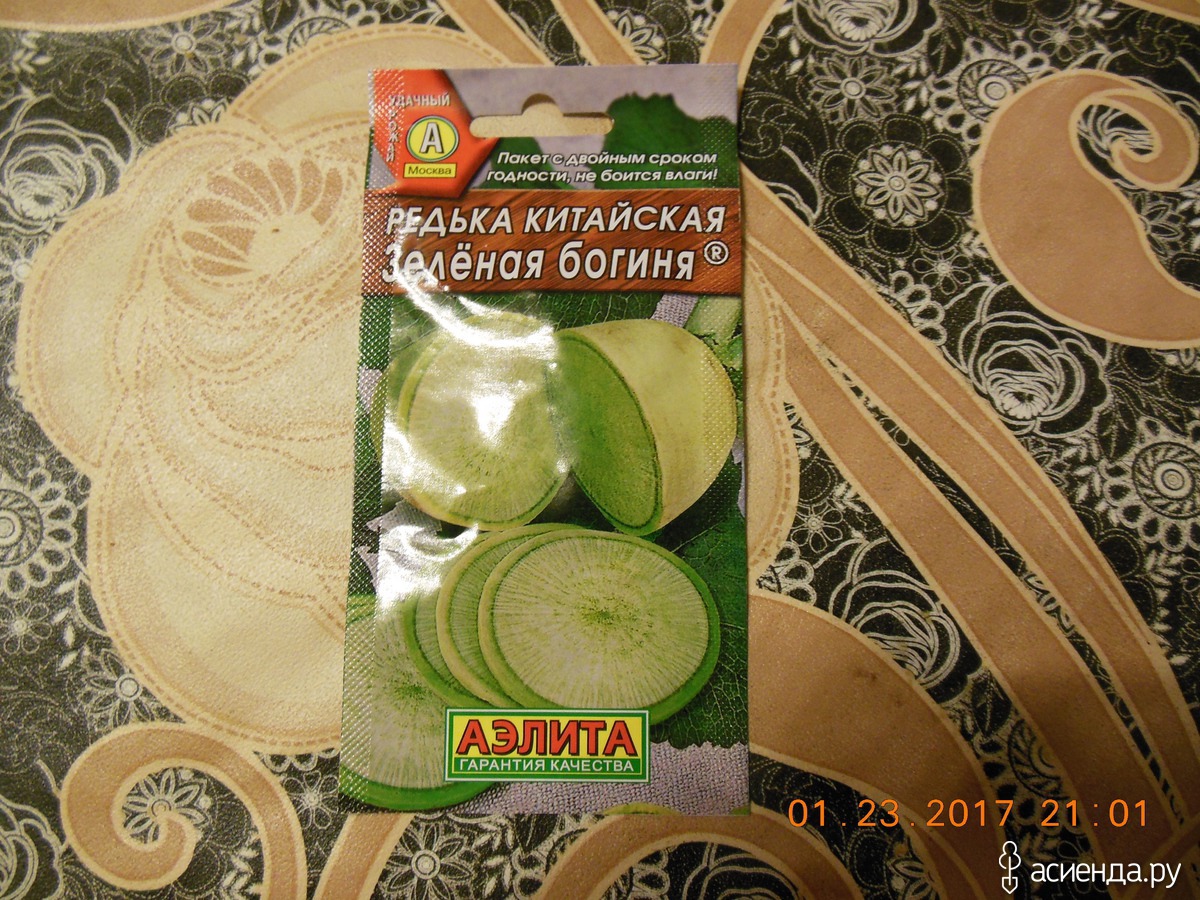 УДАЧНЫЙ
А
Москва
Пакет с двойным сроком
годности, не боится влаги!
РЕДЬКА КИТАЙСКАЯ
Зелёная богиня®
АЭЛИТА
ГАРАНТИЯ КАЧЕСТВА
01.23.2017 21:01
асиенда.ру